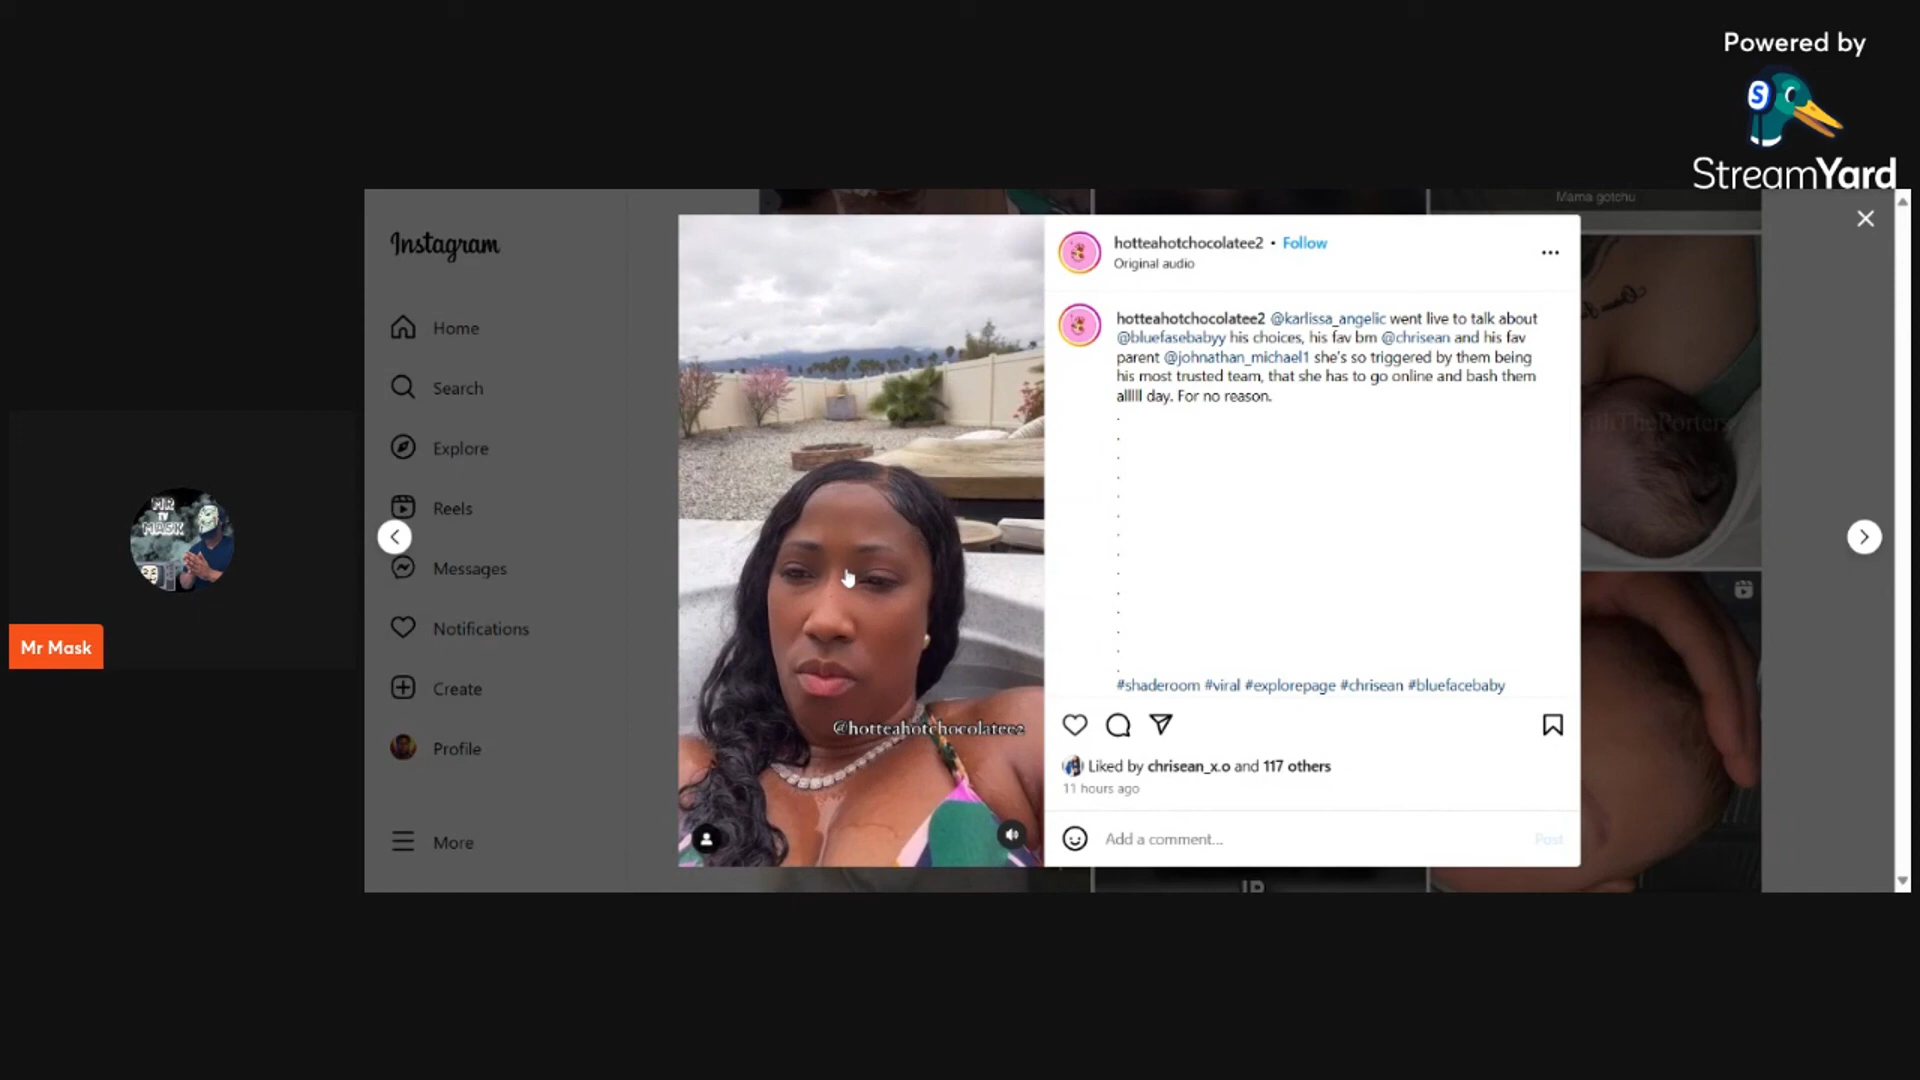 Powered by
StreamYard
Mama gotchu
Instagram
Home
Search
Explore
Reels
Messages
Notifications
Create
Profile
More
MR
TV
MASK
Mr Mask
@hotteahotchocolatee2
hotteahotchocolatee2 • Follow
Original audio
hotteahotchocolatee2 @karlissa_angelic went live to talk about
@bluefasebabyy his choices, his fav bm @chrisean and his fav
parent @johnathan_michael1 she's so triggered by them being
his most trusted team, that she has to go online and bash them
allllll day. For no reason.
.
.
.
.
.
.
.
.
.
.
.
.
.
.
#shaderoom #viral #explorepage #chrisean #bluefacebaby
Liked by chrisean_x.o and 117 others
11 hours ago
Add a comment...
Post